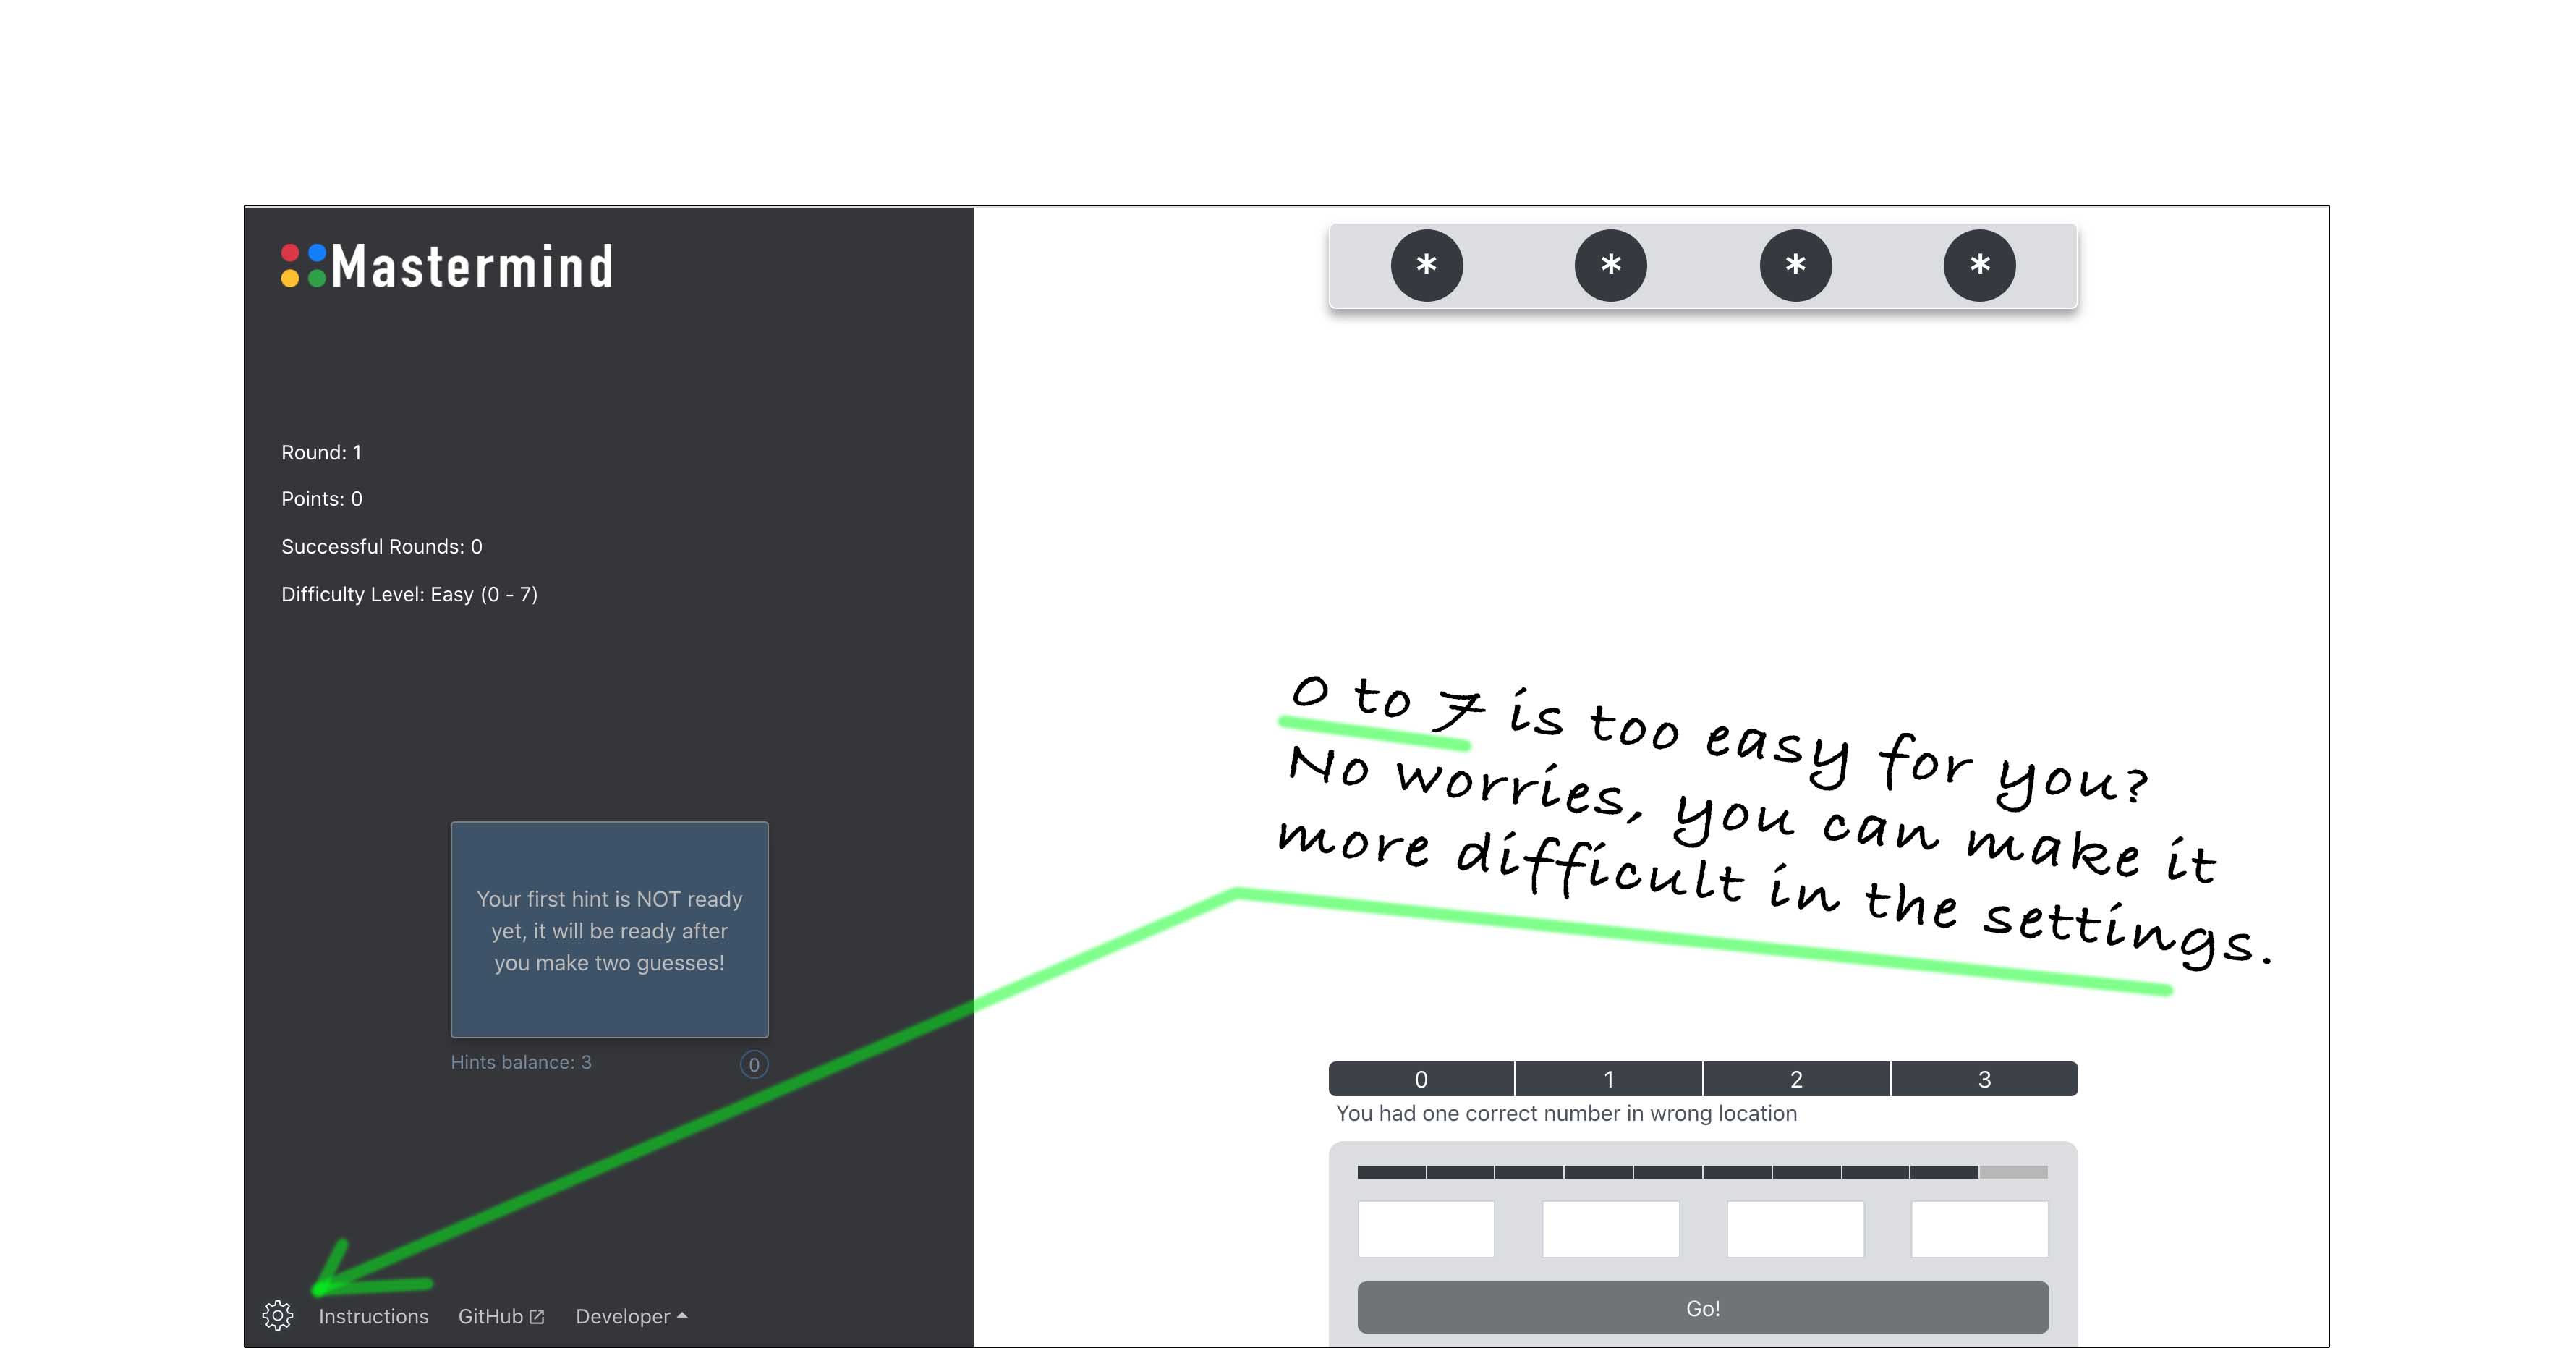 Mastermind
* * * *
Round: 1
Points: 0
Successful Rounds: 0
Difficulty Level: Easy (0 - 7)
0 to 7 is too easy for you?
No worries, you can make it
more difficult in the settings.
Your first hint is NOT ready
yet, it will be ready after
you make two guesses!
Hints balance: 3
0
0 1 2 3
You had one correct number in wrong location
Go!
Instructions GitHub Developer